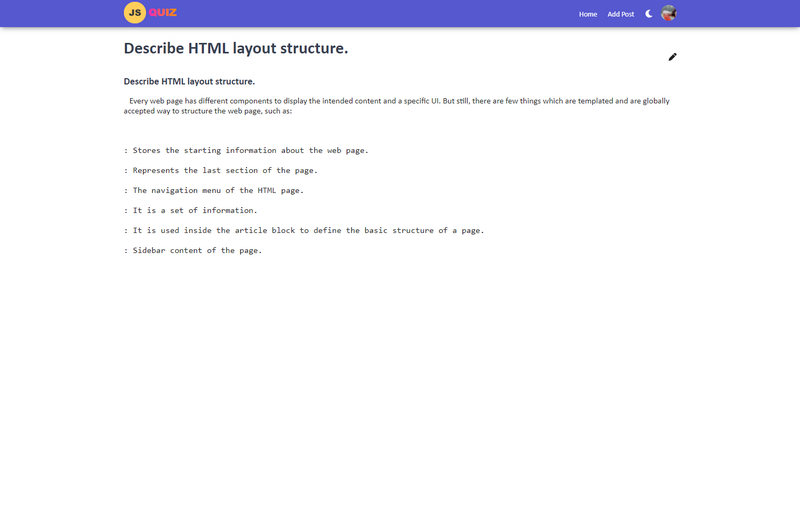 JS QUIZ
Home Add Post
Describe HTML layout structure.
Describe HTML layout structure.
Every web page has different components to display the intended content and a specific UI. But still, there are few things which are templated and are globally
accepted way to structure the web page, such as:
: Stores the starting information about the web page.
: Represents the last section of the page.
: The navigation menu of the HTML page.
: It is a set of information.
: It is used inside the article block to define the basic structure of a page.
: Sidebar content of the page.